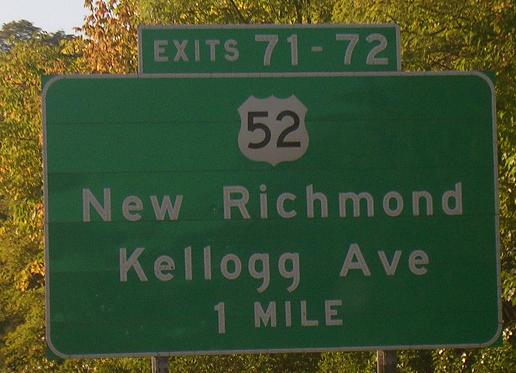 EXITS 71-72
52
New Richmond
Kellogg Ave
1 MILE